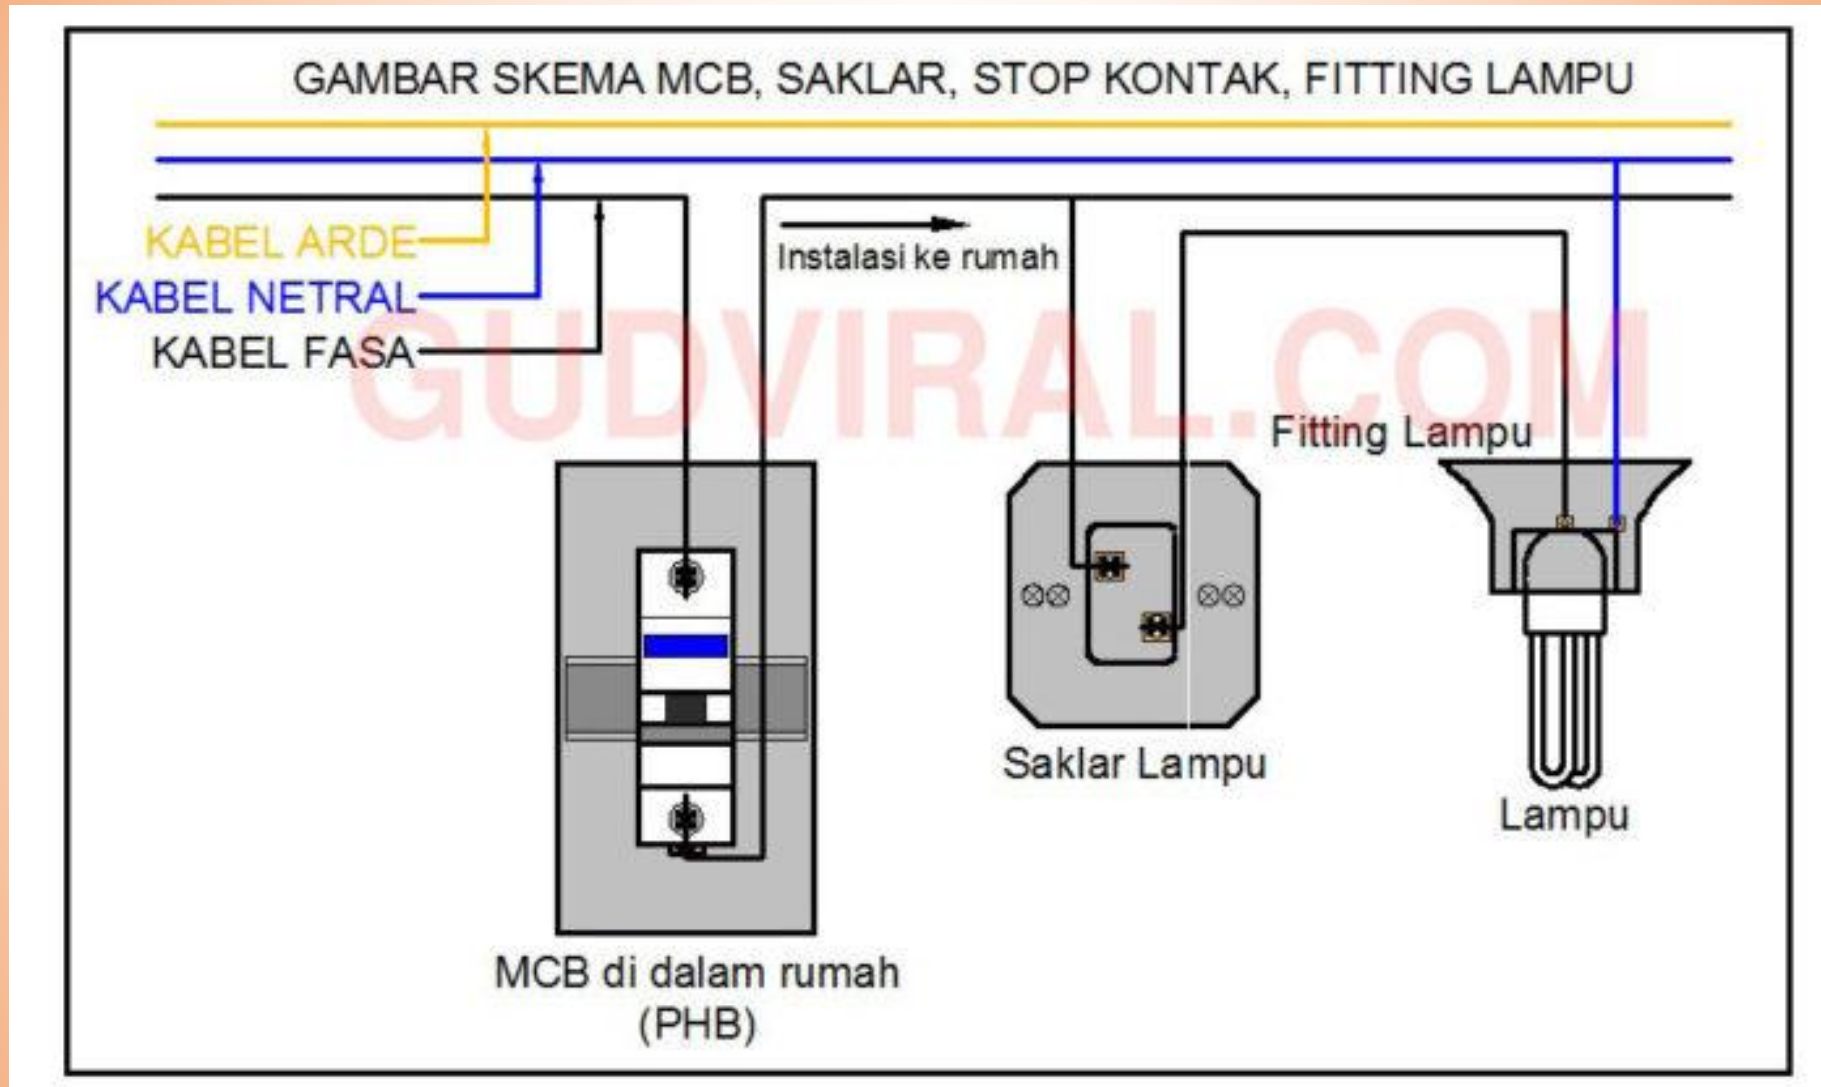 GAMBAR SKEMA MCB, SAKLAR, STOP KONTAK, FITTING LAMPU
KABEL ARDE
KABEL NETRAL
KABEL FASA
Instalasi ke rumah
GUDVIRAL.COM
Fitting Lampu
Saklar Lampu
Lampu
MCB di dalam rumah
(PHB)